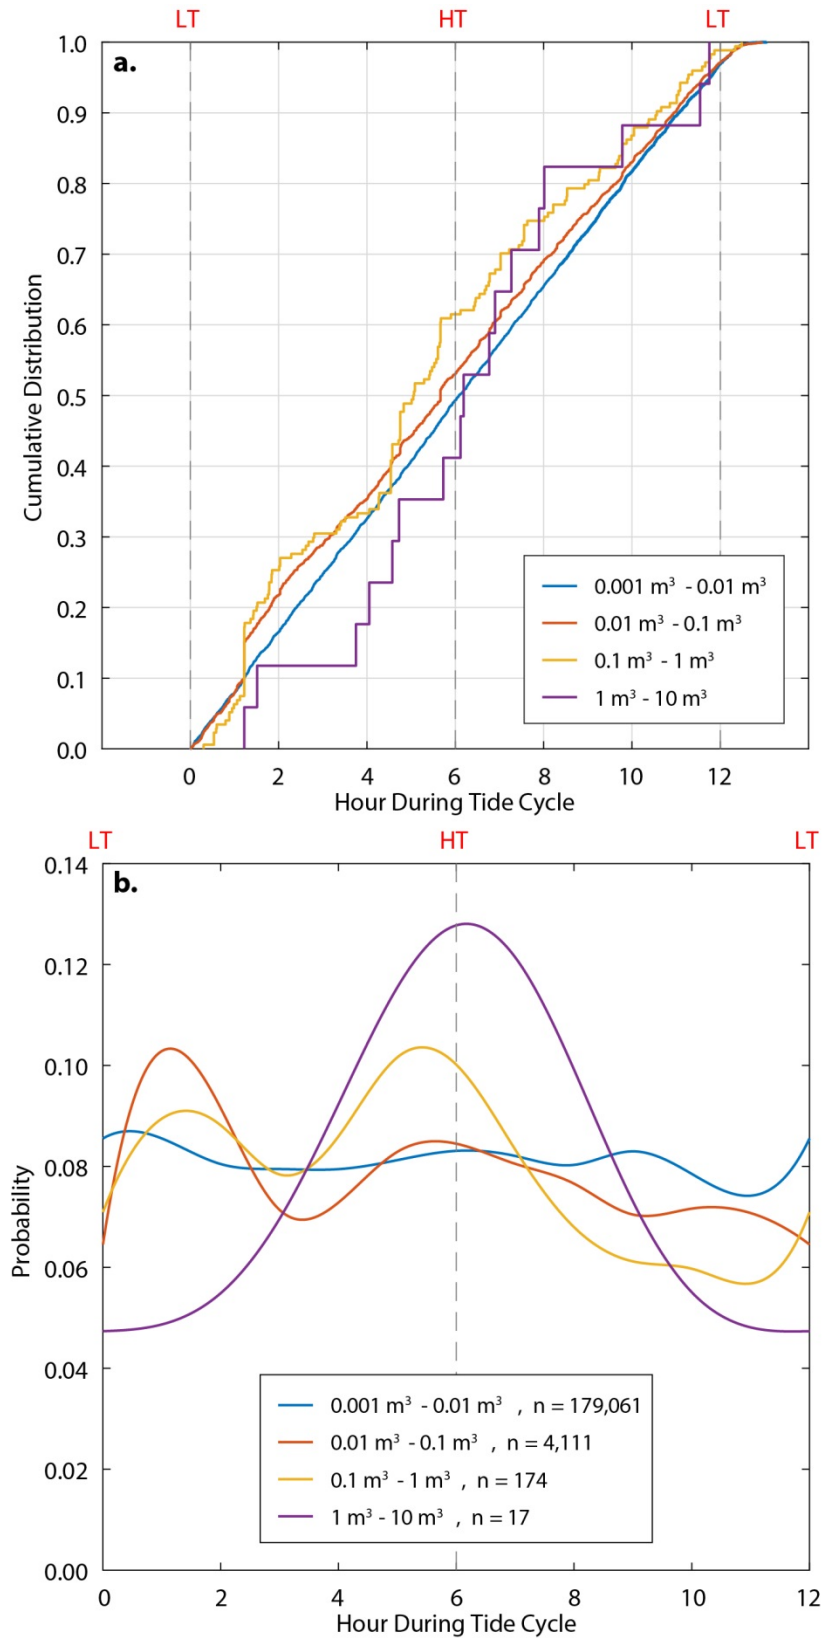 LT HT LT
a.
1.0
0.9
0.8
0.7
0.6
0.5
0.4
0.3
0.2
0.1
0.0
Cumulative Distribution
0.001 m³ - 0.01 m³
0.01 m³ - 0.1 m³
0.1 m³ - 1 m³
1 m³ - 10 m³
0 2 4 6 8 10 12
Hour During Tide Cycle
LT HT LT
b.
0.14
0.12
0.10
0.08
0.06
0.04
0.02
0.00
Probability
0.001 m³ - 0.01 m³ , n = 179,061
0.01 m³ - 0.1 m³ , n = 4,111
0.1 m³ - 1 m³ , n = 174
1 m³ - 10 m³ , n = 17
0 2 4 6 8 10 12
Hour During Tide Cycle